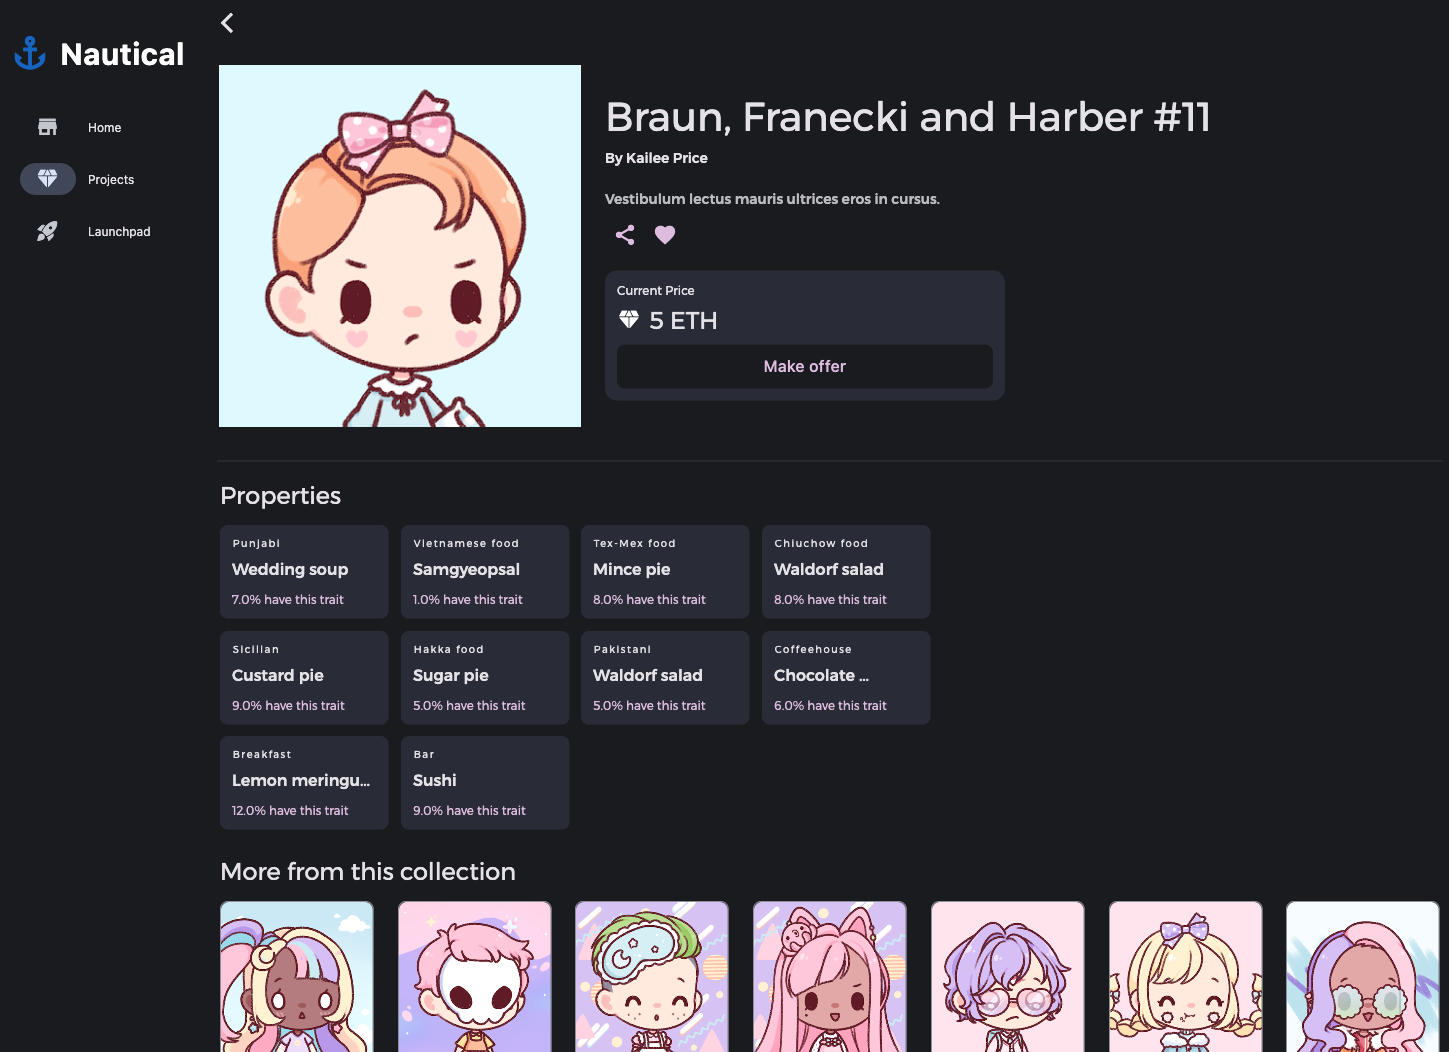 Nautical
Home
Projects
Launchpad
Braun, Franecki and Harber #11
By Kailee Price
Vestibulum lectus mauris ultrices eros in cursus.
Current Price
5 ETH
Make offer
Properties
Punjabi
Wedding soup
7.0% have this trait
Vietnamese food
Samgyeopsal
1.0% have this trait
Tex-Mex food
Mince pie
8.0% have this trait
Chiuchow food
Waldorf salad
8.0% have this trait
Sicilian
Custard pie
9.0% have this trait
Hakka food
Sugar pie
5.0% have this trait
Pakistani
Waldorf salad
5.0% have this trait
Coffeehouse
Chocolate ...
6.0% have this trait
Breakfast
Lemon meringu...
12.0% have this trait
Bar
Sushi
9.0% have this trait
More from this collection